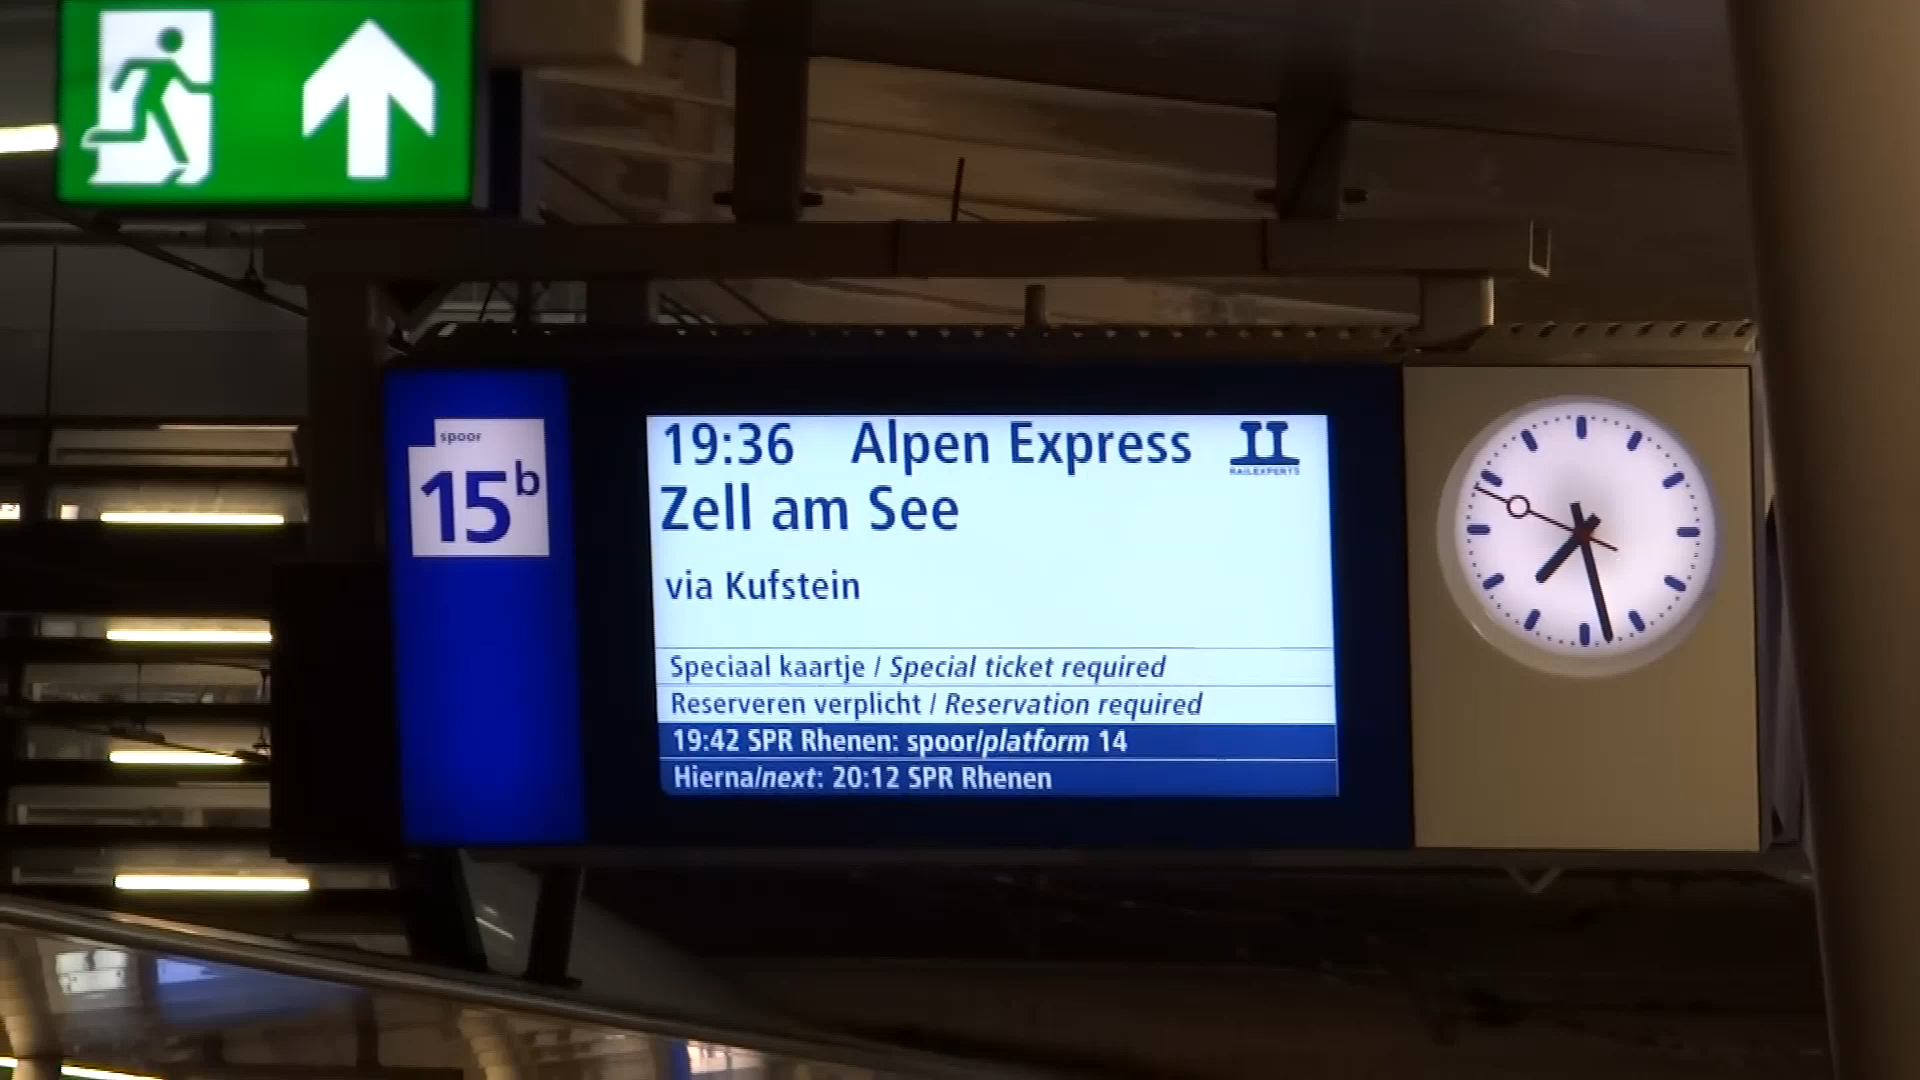 spoor
15b
19:36 Alpen Express
RAILEXPERTS
Zell am See
via Kufstein
Speciaal kaartje / Special ticket required
Reserveren verplicht / Reservation required
19:42 SPR Rhenen: spoor/platform 14
Hierna/next: 20:12 SPR Rhenen